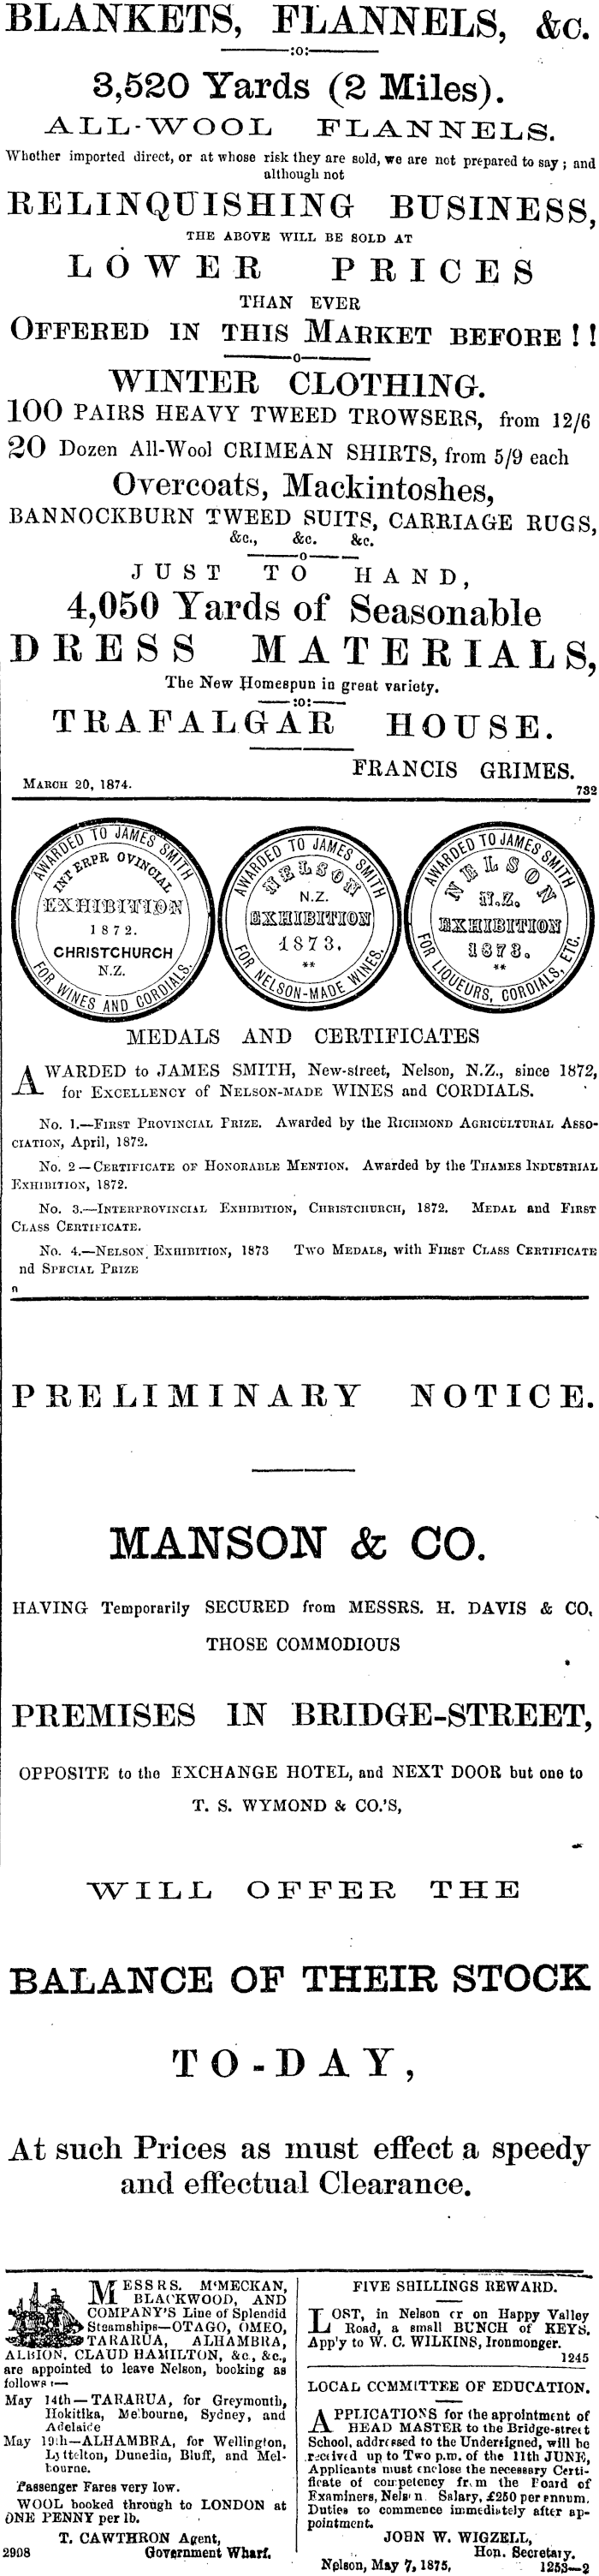 BLANKETS, FLANNELS, &c.
:o:
3,520 Yards (2 Miles).
ALL-WOOL FLANNELS.
Whether imported direct, or at whose risk they are sold, we are not prepared to say; and
although not
RELINQUISHING BUSINESS,
THE ABOVE WILL BE SOLD AT
LOWER PRICES
THAN EVER
OFFERED IN THIS MARKET BEFORE!!
o
WINTER CLOTHING.
100 PAIRS HEAVY TWEED TROWSERS, from 12/6
20 Dozen All-Wool CRIMEAN SHIRTS, from 5/9 each
Overcoats, Mackintoshes,
BANNOCKBURN TWEED SUITS, CARRIAGE RUGS,
&c., &c. &c.
o
JUST TO HAND,
4,050 Yards of Seasonable
DRESS MATERIALS,
The New Homespun in great variety.
:o:
TRAFALGAR HOUSE.
FRANCIS GRIMES.
MARCH 20, 1874. 732
AWARDED TO JAMES SMITH
INTERPROVINCIAL
EXHIBITION
1872.
CHRISTCHURCH
N.Z.
FOR WINES AND CORDIALS.
AWARDED TO JAMES SMITH
NELSON
N.Z.
EXHIBITION
1873.
**
FOR NELSON-MADE WINES.
AWARDED TO JAMES SMITH
NELSON
N.Z.
EXHIBITION
1873.
**
FOR LIQUEURS, CORDIALS, ETC.
MEDALS AND CERTIFICATES
AWARDED to JAMES SMITH, New-street, Nelson, N.Z., since 1872,
for EXCELLENCY of NELSON-MADE WINES and CORDIALS.
No. 1.—FIRST PROVINCIAL PRIZE. Awarded by the RICHMOND AGRICULTURAL ASSO-
CIATION, April, 1872.
No. 2—CERTIFICATE OF HONORABLE MENTION. Awarded by the THAMES INDUSTRIAL
EXHIBITION, 1872.
No. 3.—INTERPROVINCIAL EXHIBITION, CHRISTCHURCH, 1872. MEDAL and FIRST
CLASS CERTIFICATE.
No. 4.—NELSON EXHIBITION, 1873 TWO MEDALS, with FIRST CLASS CERTIFICATE
nd SPECIAL PRIZE
n
PRELIMINARY NOTICE.
MANSON & CO.
HAVING Temporarily SECURED from MESSRS. H. DAVIS & CO,
THOSE COMMODIOUS
PREMISES IN BRIDGE-STREET,
OPPOSITE to the EXCHANGE HOTEL, and NEXT DOOR but one to
T. S. WYMOND & CO.'S,
WILL OFFER THE
BALANCE OF THEIR STOCK
TO-DAY,
At such Prices as must effect a speedy
and effectual Clearance.
MESSRS. M'MECKAN,
BLACKWOOD, AND
COMPANY'S Line of Splendid
Steamships—OTAGO, OMEO,
TARARUA, ALHAMBRA,
ALBION, CLAUD HAMILTON, &c., &c.,
are appointed to leave Nelson, booking as
follows:—
May 14th—TARARUA, for Greymouth,
Hokitika, Melbourne, Sydney, and
Adelaide
May 19th—ALHAMBRA, for Wellington,
Lyttelton, Dunedin, Bluff, and Mel-
bourne.
Passenger Fares very low.
WOOL booked through to LONDON at
ONE PENNY per lb.
T. CAWTHRON Agent,
2908 Government Wharf.
FIVE SHILLINGS REWARD.
LOST, in Nelson or on Happy Valley
Road, a small BUNCH of KEYS.
App'y to W. C. WILKINS, Ironmonger.
1245
LOCAL COMMITTEE OF EDUCATION.
APPLICATIONS for the appointment of
HEAD MASTER to the Bridge-street
School, addressed to the Undersigned, will be
received up to Two p.m. of the 11th JUNE,
Applicants must enclose the necessary Certi-
ficate of competency from the Board of
Examiners, Nelson. Salary, £250 per annum.
Duties to commence immediately after ap-
pointment.
JOHN W. WIGZELL,
Hon. Secretary.
Nelson, May 7, 1875, 1253—2